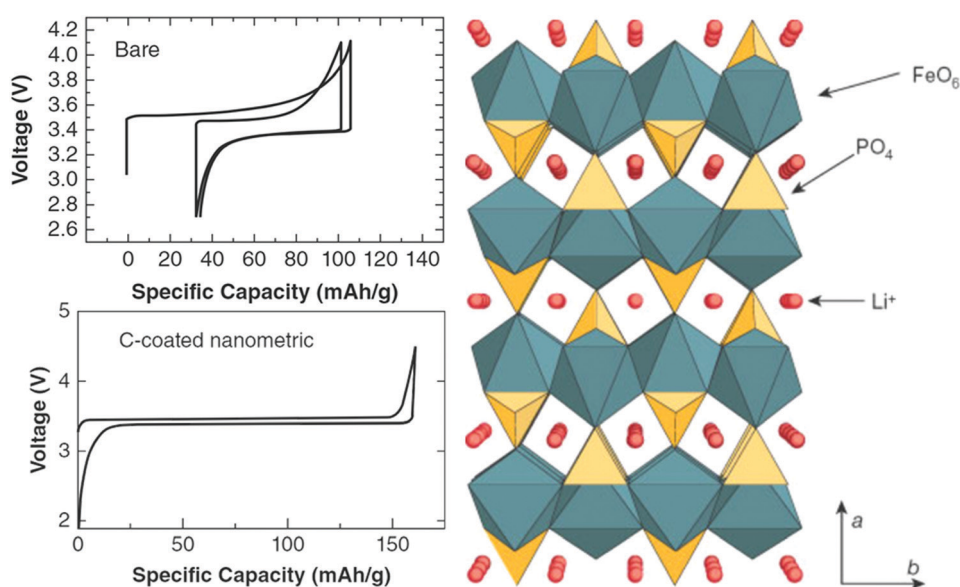 4.2
4.0
3.8
3.6
3.4
3.2
3.0
2.8
2.6
Voltage (V)
Bare
0 20 40 60 80 100 120 140
Specific Capacity (mAh/g)
5
4
3
2
Voltage (V)
C-coated nanometric
0 50 100 150
Specific Capacity (mAh/g)
FeO₆
PO₄
Li⁺
a
b